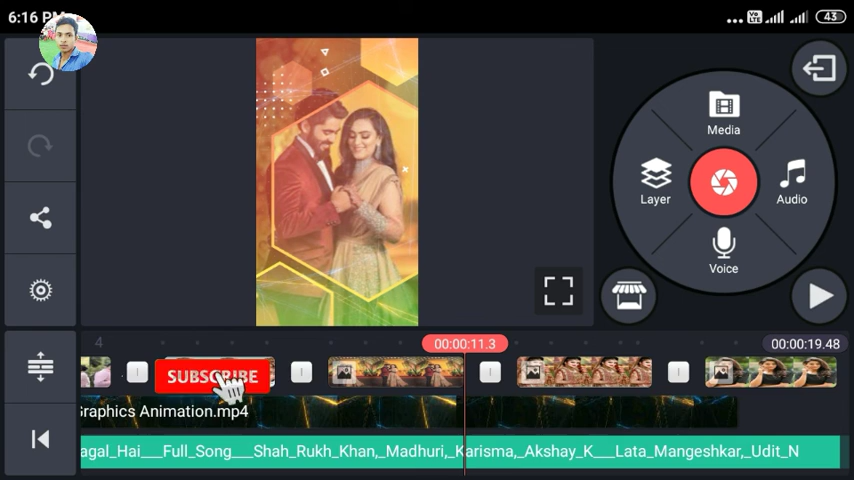 6:16 PM
43
Media
Layer
Audio
Voice
4
00:00:11.3
00:00:19.48
SUBSCRIBE
Graphics Animation.mp4
agal_Hai___Full_Song___Shah_Rukh_Khan,_Madhuri,_Karisma,_Akshay_K___Lata_Mangeshkar,_Udit_N